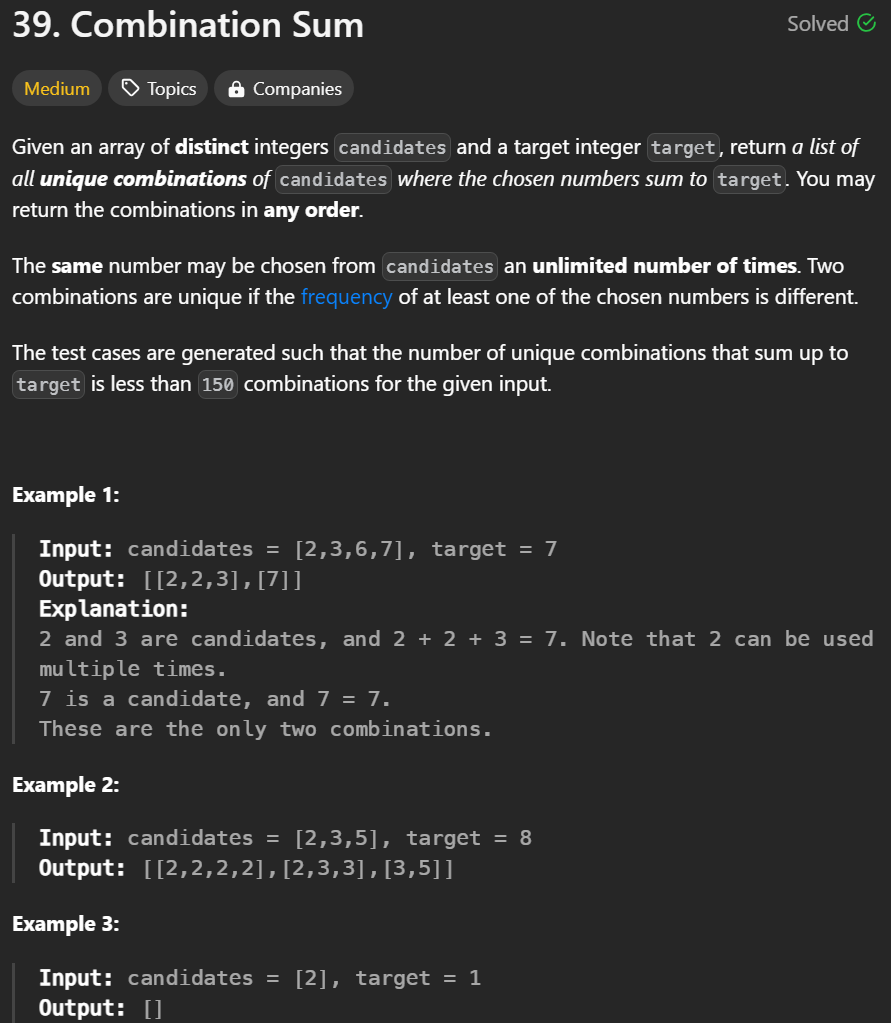 39. Combination Sum
Solved
Medium
Topics
Companies
Given an array of distinct integers candidates and a target integer target, return a list of
all unique combinations of candidates where the chosen numbers sum to target. You may
return the combinations in any order.
The same number may be chosen from candidates an unlimited number of times. Two
combinations are unique if the frequency of at least one of the chosen numbers is different.
The test cases are generated such that the number of unique combinations that sum up to
target is less than 150 combinations for the given input.
Example 1:
Input: candidates = [2,3,6,7], target = 7
Output: [[2,2,3],[7]]
Explanation:
2 and 3 are candidates, and 2 + 2 + 3 = 7. Note that 2 can be used
multiple times.
7 is a candidate, and 7 = 7.
These are the only two combinations.
Example 2:
Input: candidates = [2,3,5], target = 8
Output: [[2,2,2,2],[2,3,3],[3,5]]
Example 3:
Input: candidates = [2], target = 1
Output: []